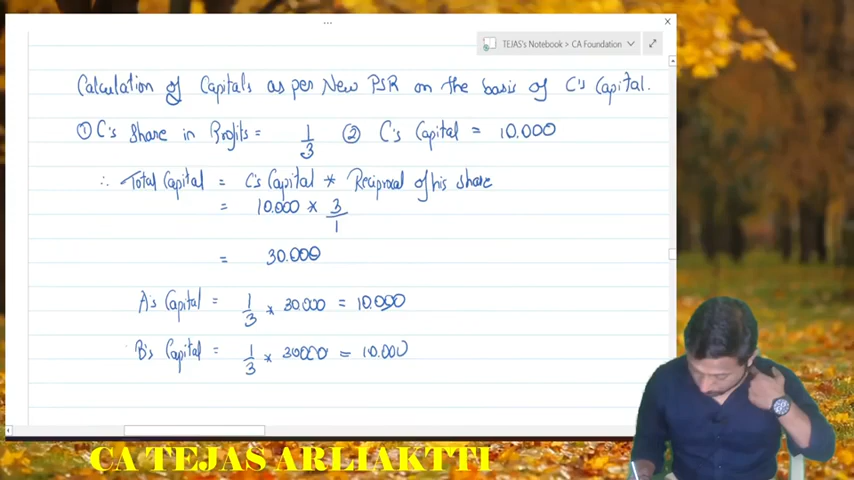 TEJAS's Notebook > CA Foundation
Calculation of Capitals as per New PSR on the basis of C's Capital.
① C's Share in Profits = 1/3 ② C's Capital = 10.000
∴ Total Capital = C's Capital * Reciprocal of his share
= 10.000 * 3/1
= 30.000
A's Capital = 1/3 * 30.000 = 10.000
B's Capital = 1/3 * 30000 = 10.000
CA TEJAS ARLIAKTTI